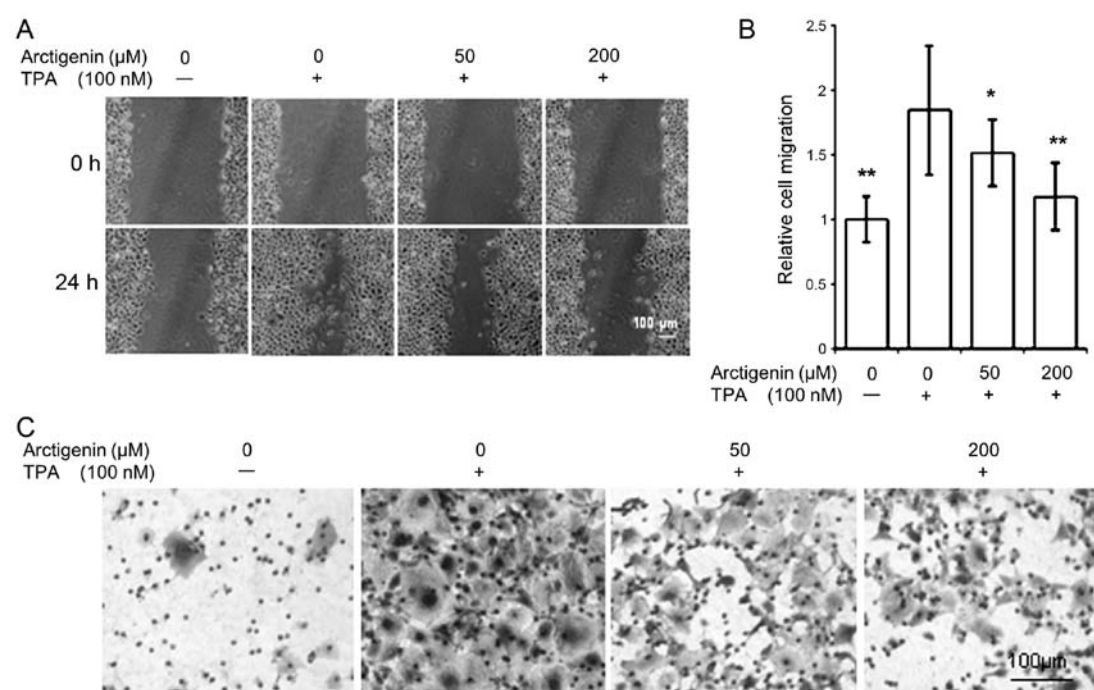 A
Arctigenin (µM) 0 0 50 200
TPA (100 nM) — + + +
0 h
24 h
100 µm
B
Relative cell migration
2.5
2
1.5
1
0.5
0
**
*
**
Arctigenin (µM) 0 0 50 200
TPA (100 nM) — + + +
C
Arctigenin (µM) 0 0 50 200
TPA (100 nM) — + + +
100µm